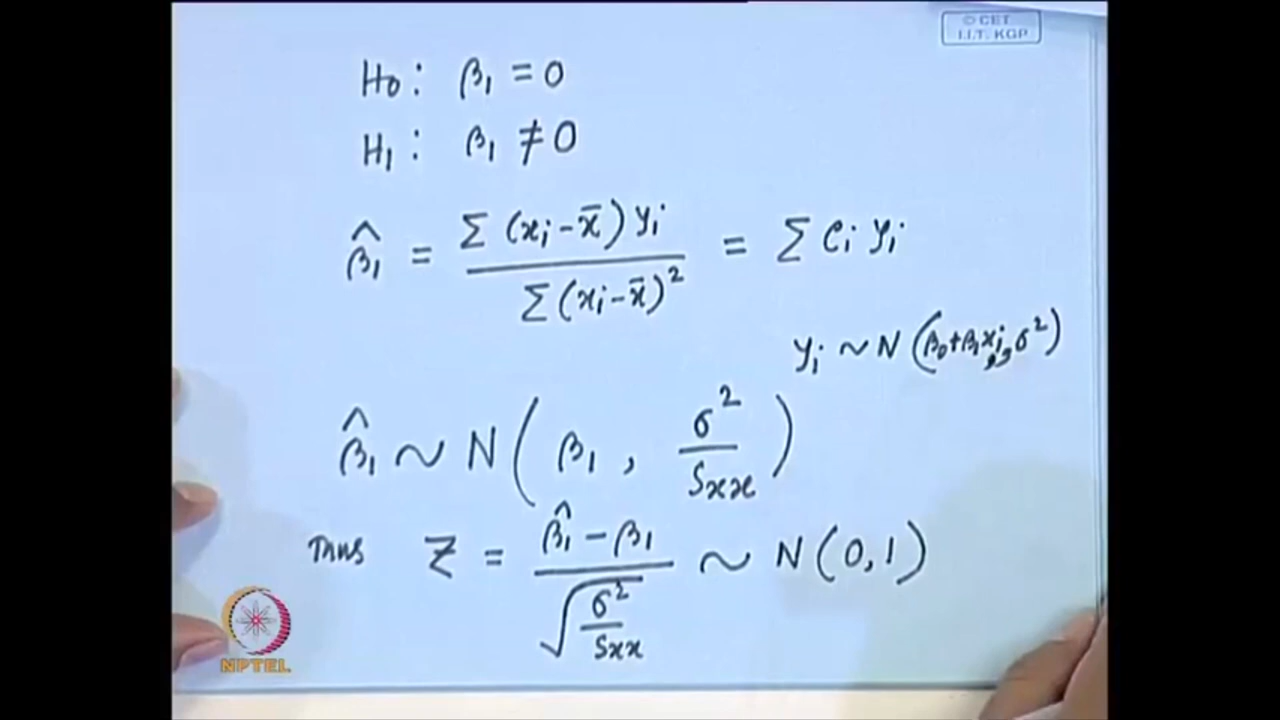 © CET
I.I.T. KGP
H₀ : β₁ = 0
H₁ : β₁ ≠ 0
β̂₁ = Σ (xᵢ - x̄) yᵢ / Σ (xᵢ - x̄)² = Σ cᵢ yᵢ
yᵢ ~ N (β₀+β₁xᵢ, σ²)
β̂₁ ~ N ( β₁ , σ² / Sxx )
Thus Z = β̂₁ - β₁ / √(σ² / Sxx) ~ N (0, 1)
NPTEL